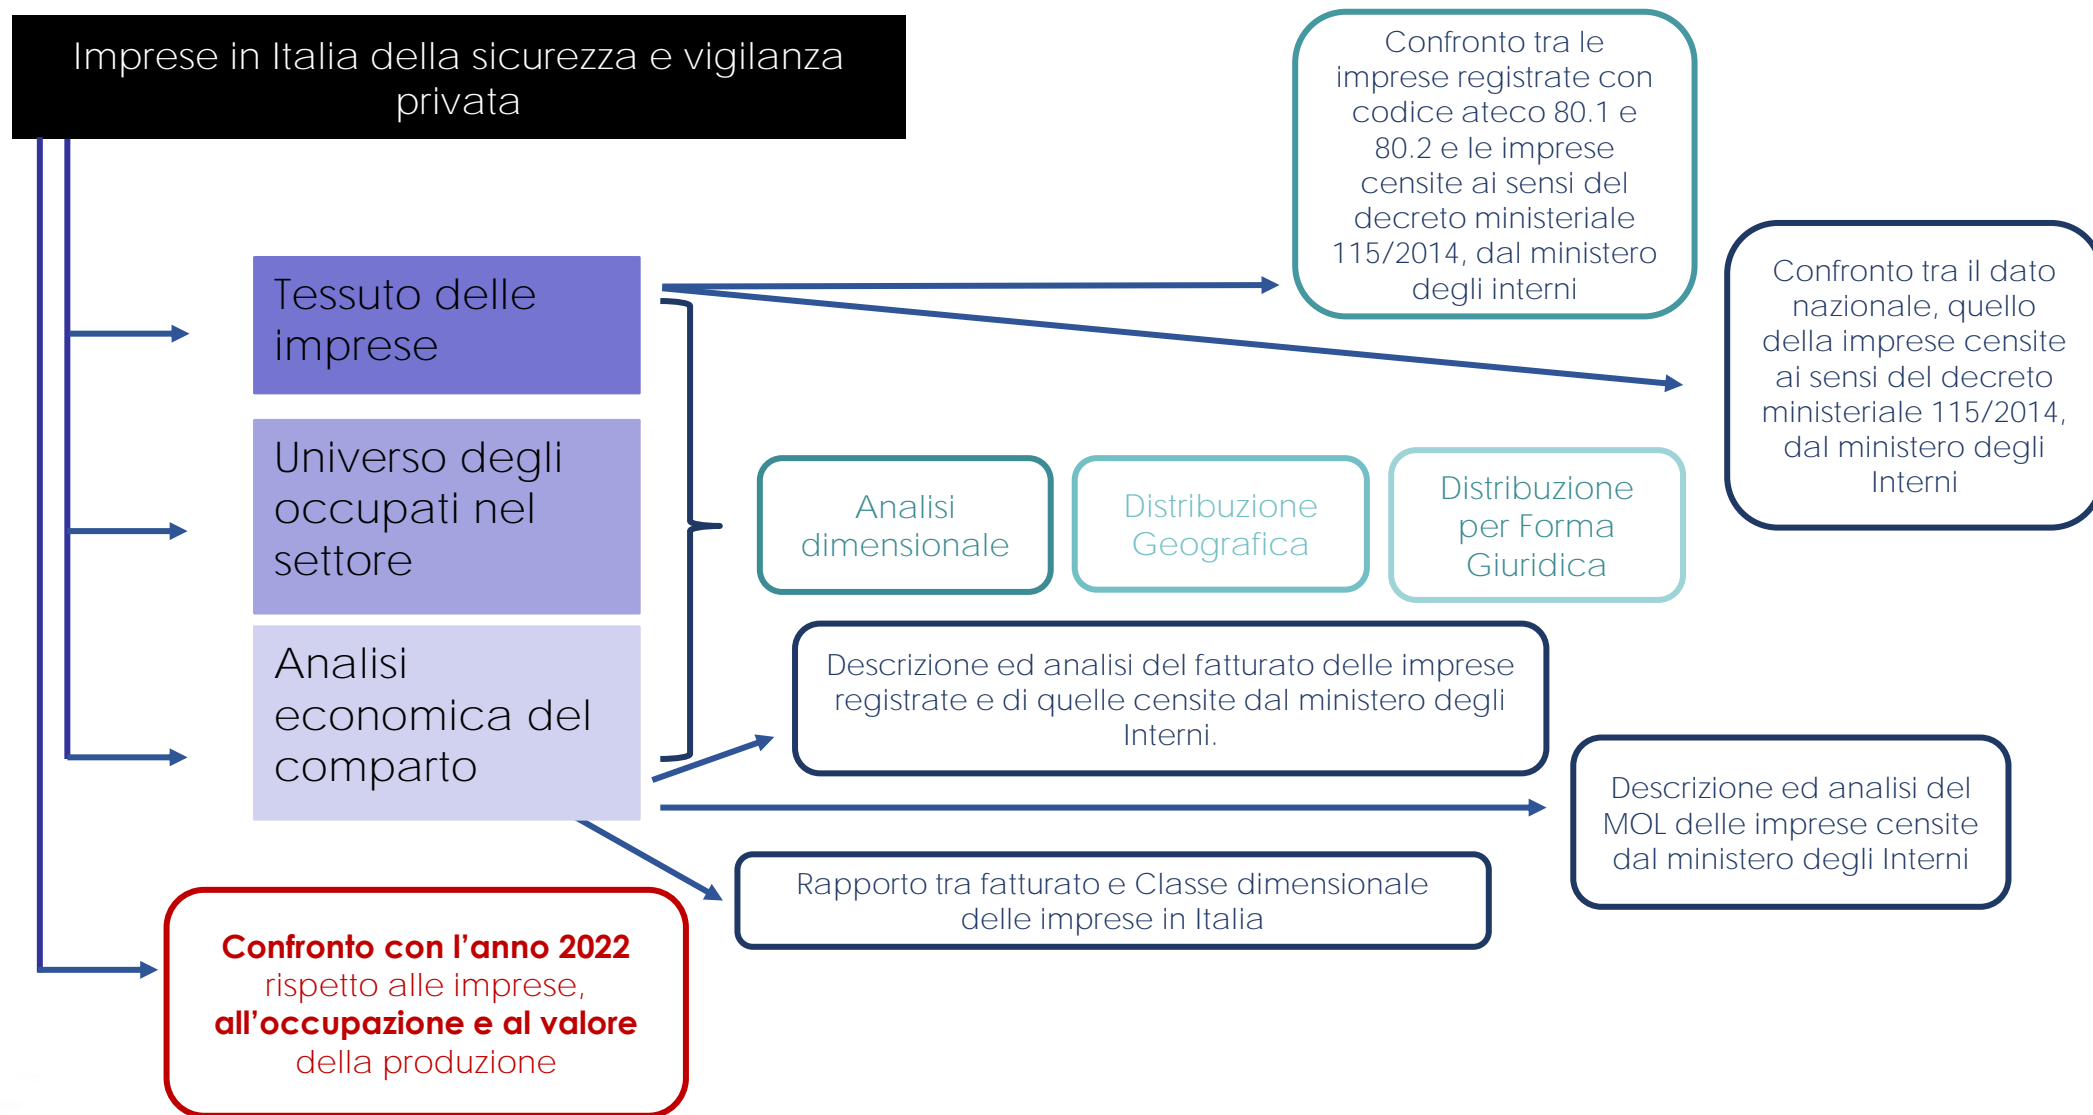 Imprese in Italia della sicurezza e vigilanza
privata
Confronto tra le
imprese registrate con
codice ateco 80.1 e
80.2 e le imprese
censite ai sensi del
decreto ministeriale
115/2014, dal ministero
degli interni
Confronto tra il dato
nazionale, quello
della imprese censite
ai sensi del decreto
ministeriale 115/2014,
dal ministero degli
Interni
Tessuto delle
imprese
Universo degli
occupati nel
settore
Analisi
economica del
comparto
Analisi
dimensionale
Distribuzione
Geografica
Distribuzione
per Forma
Giuridica
Descrizione ed analisi del fatturato delle imprese
registrate e di quelle censite dal ministero degli
Interni.
Descrizione ed analisi del
MOL delle imprese censite
dal ministero degli Interni
Rapporto tra fatturato e Classe dimensionale
delle imprese in Italia
Confronto con l’anno 2022
rispetto alle imprese,
all’occupazione e al valore
della produzione